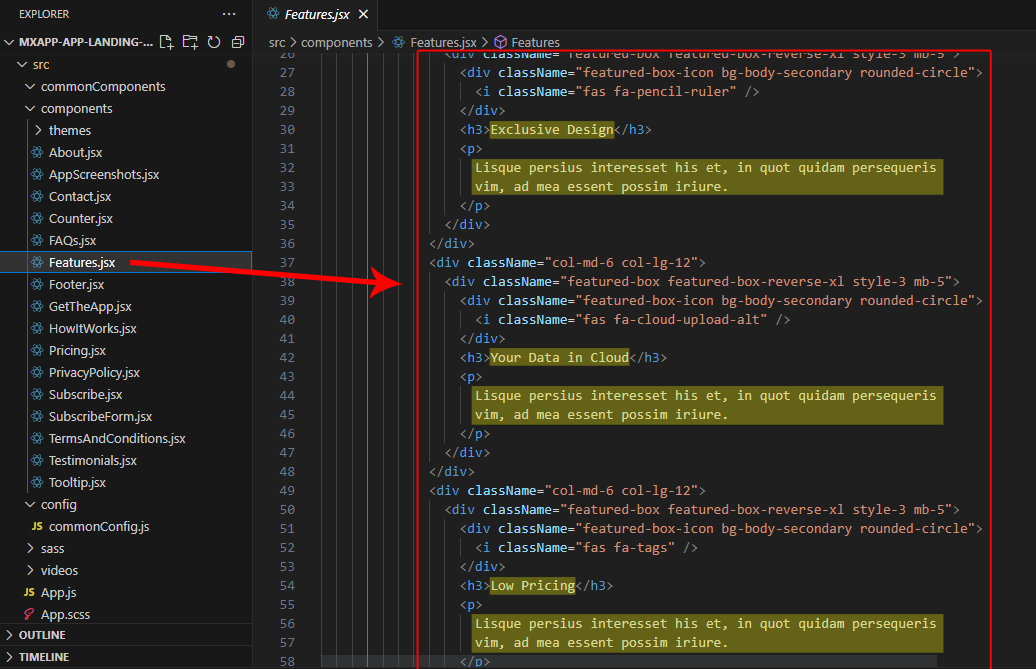 EXPLORER
MXAPP-APP-LANDING-...
src
commonComponents
components
themes
About.jsx
AppScreenshots.jsx
Contact.jsx
Counter.jsx
FAQs.jsx
Features.jsx
Footer.jsx
GetTheApp.jsx
HowItWorks.jsx
Pricing.jsx
PrivacyPolicy.jsx
Subscribe.jsx
SubscribeForm.jsx
TermsAndConditions.jsx
Testimonials.jsx
Tooltip.jsx
config
JS commonConfig.js
sass
videos
JS App.js
App.scss
OUTLINE
TIMELINE
Features.jsx
src > components > Features.jsx > Features
26 <div className="featured-box featured-box-reverse-xl style-3 mb-5">
27 <div className="featured-box-icon bg-body-secondary rounded-circle">
28 <i className="fas fa-pencil-ruler" />
29 </div>
30 <h3>Exclusive Design</h3>
31 <p>
32 Lisque persius interesset his et, in quot quidam persequeris
33 vim, ad mea essent possim iriure.
34 </p>
35 </div>
36 </div>
37 <div className="col-md-6 col-lg-12">
38 <div className="featured-box featured-box-reverse-xl style-3 mb-5">
39 <div className="featured-box-icon bg-body-secondary rounded-circle">
40 <i className="fas fa-cloud-upload-alt" />
41 </div>
42 <h3>Your Data in Cloud</h3>
43 <p>
44 Lisque persius interesset his et, in quot quidam persequeris
45 vim, ad mea essent possim iriure.
46 </p>
47 </div>
48 </div>
49 <div className="col-md-6 col-lg-12">
50 <div className="featured-box featured-box-reverse-xl style-3 mb-5">
51 <div className="featured-box-icon bg-body-secondary rounded-circle">
52 <i className="fas fa-tags" />
53 </div>
54 <h3>Low Pricing</h3>
55 <p>
56 Lisque persius interesset his et, in quot quidam persequeris
57 vim, ad mea essent possim iriure.
58 </p>